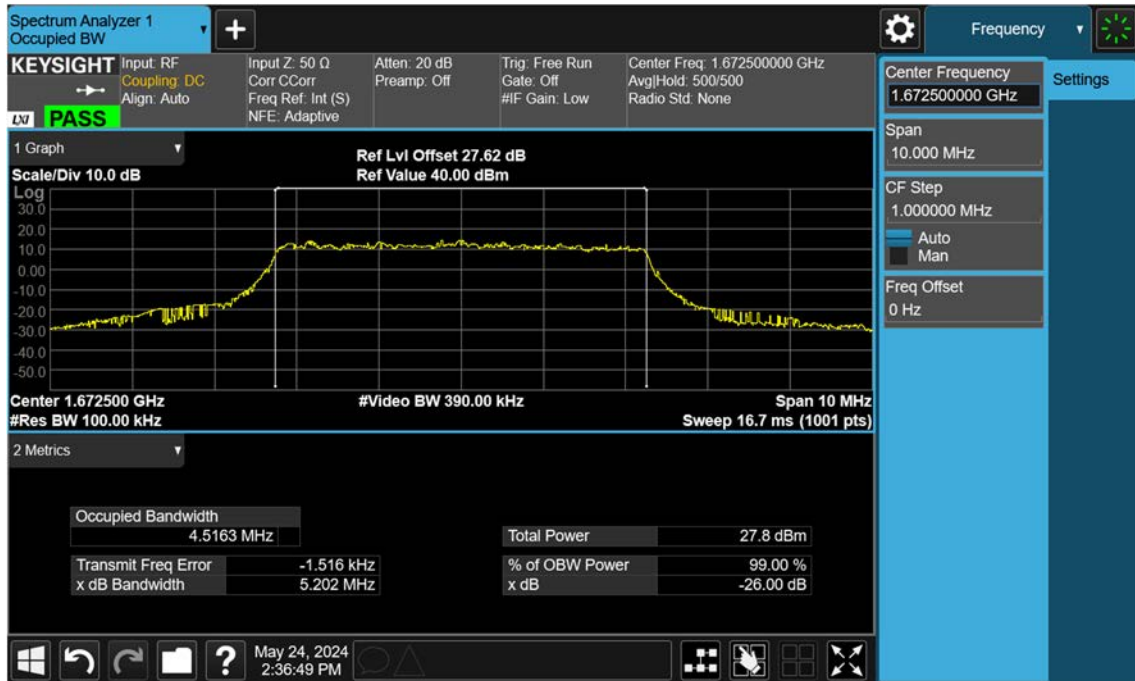 Spectrum Analyzer 1
Occupied BW
Frequency
KEYSIGHT
LXI PASS
Input: RF
Coupling: DC
Align: Auto
Input Z: 50 Ω
Corr CCorr
Freq Ref: Int (S)
NFE: Adaptive
Atten: 20 dB
Preamp: Off
Trig: Free Run
Gate: Off
#IF Gain: Low
Center Freq: 1.672500000 GHz
Avg|Hold: 500/500
Radio Std: None
Center Frequency
1.672500000 GHz
Settings
Span
10.000 MHz
CF Step
1.000000 MHz
Auto
Man
Freq Offset
0 Hz
1 Graph
Scale/Div 10.0 dB
Ref Lvl Offset 27.62 dB
Ref Value 40.00 dBm
Log
30.0
20.0
10.0
0.00
-10.0
-20.0
-30.0
-40.0
-50.0
Center 1.672500 GHz
#Video BW 390.00 kHz
Span 10 MHz
#Res BW 100.00 kHz
Sweep 16.7 ms (1001 pts)
2 Metrics
Occupied Bandwidth
4.5163 MHz
Total Power 27.8 dBm
Transmit Freq Error -1.516 kHz
% of OBW Power 99.00 %
x dB Bandwidth 5.202 MHz
x dB -26.00 dB
?
May 24, 2024
2:36:49 PM